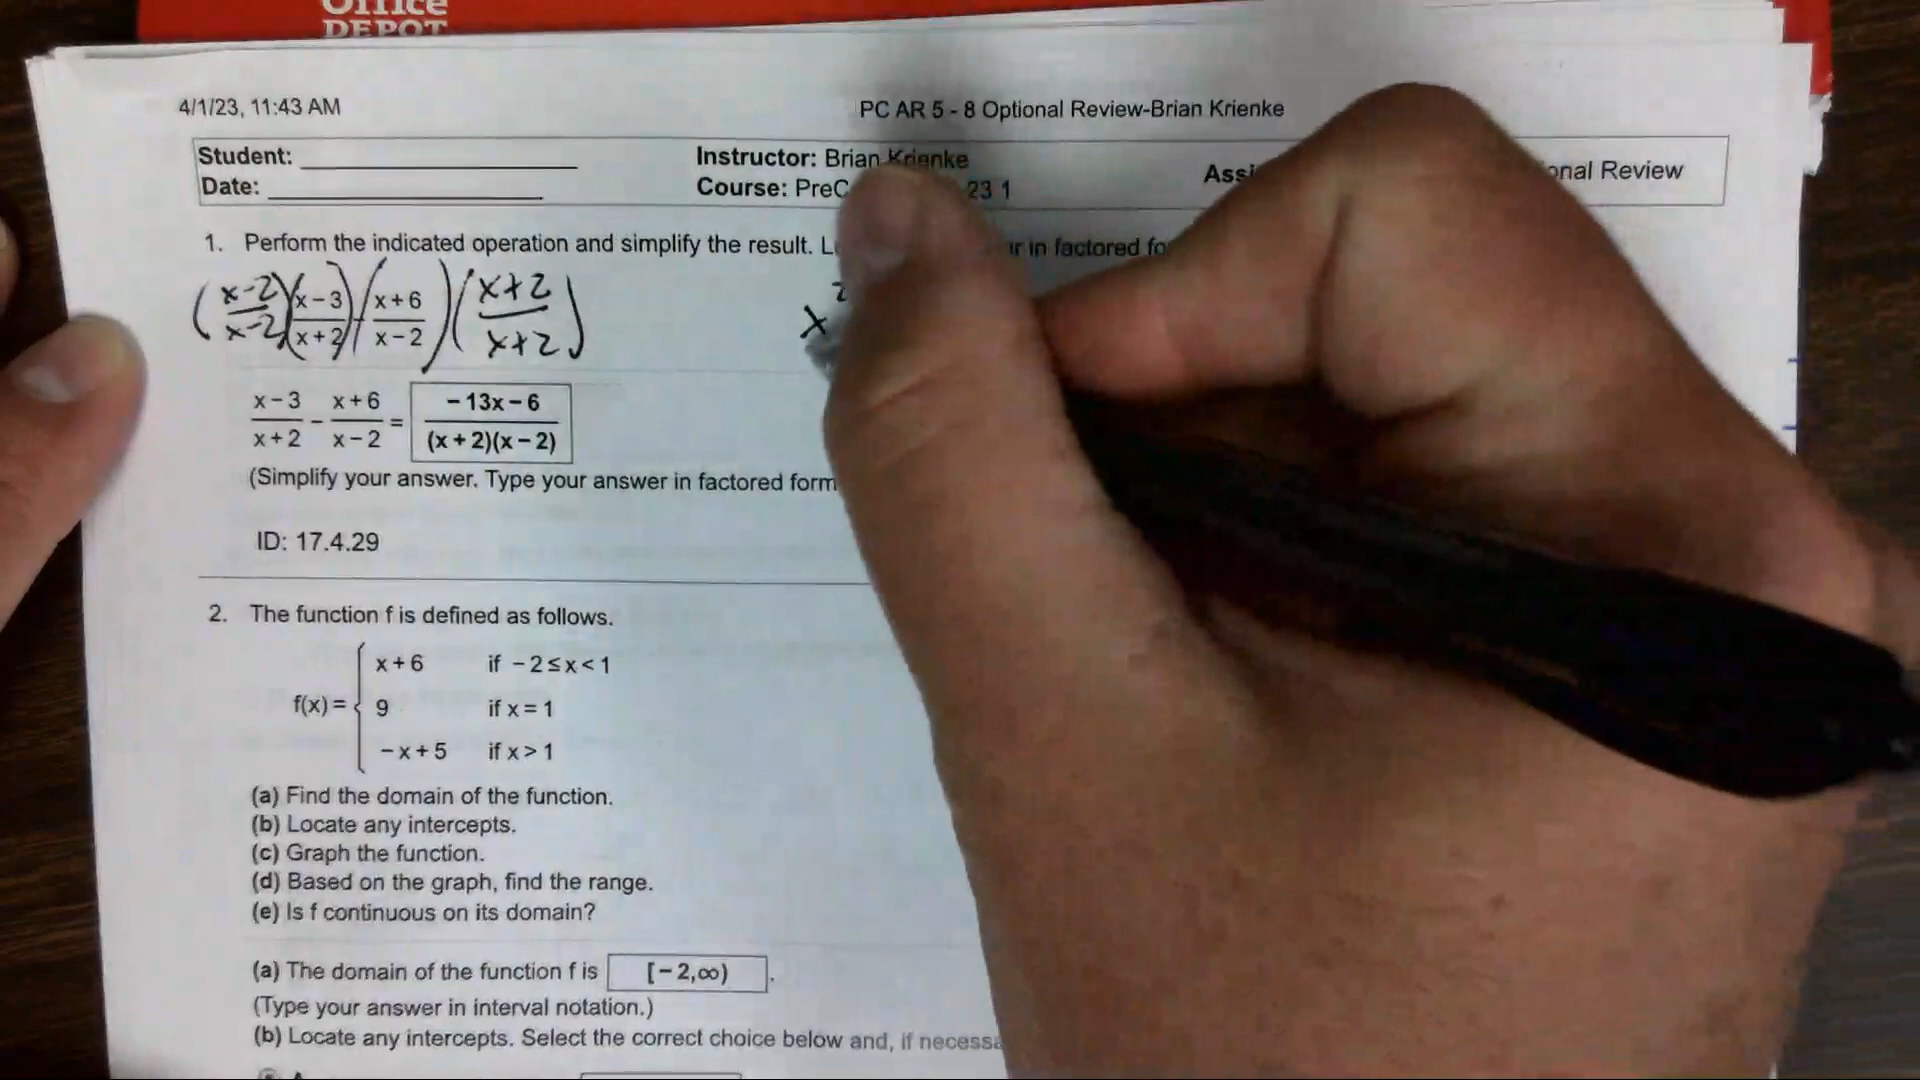 Office
DEPOT
4/1/23, 11:43 AM
PC AR 5 - 8 Optional Review-Brian Krienke
Student:
Instructor: Brian Krienke
Date:
Course: PreC 23 1
Assi onal Review
1. Perform the indicated operation and simplify the result. L r in factored fo
(x-2/x-2)(x-3/x+2) - (x+6/x-2)(x+2/x+2)
x²
x-3/x+2 - x+6/x-2 = -13x-6/(x+2)(x-2)
(Simplify your answer. Type your answer in factored form
ID: 17.4.29
2. The function f is defined as follows.
x+6 if -2≤x<1
f(x)= { 9 if x=1
-x+5 if x>1
(a) Find the domain of the function.
(b) Locate any intercepts.
(c) Graph the function.
(d) Based on the graph, find the range.
(e) Is f continuous on its domain?
(a) The domain of the function f is [-2,∞) .
(Type your answer in interval notation.)
(b) Locate any intercepts. Select the correct choice below and, if necessa